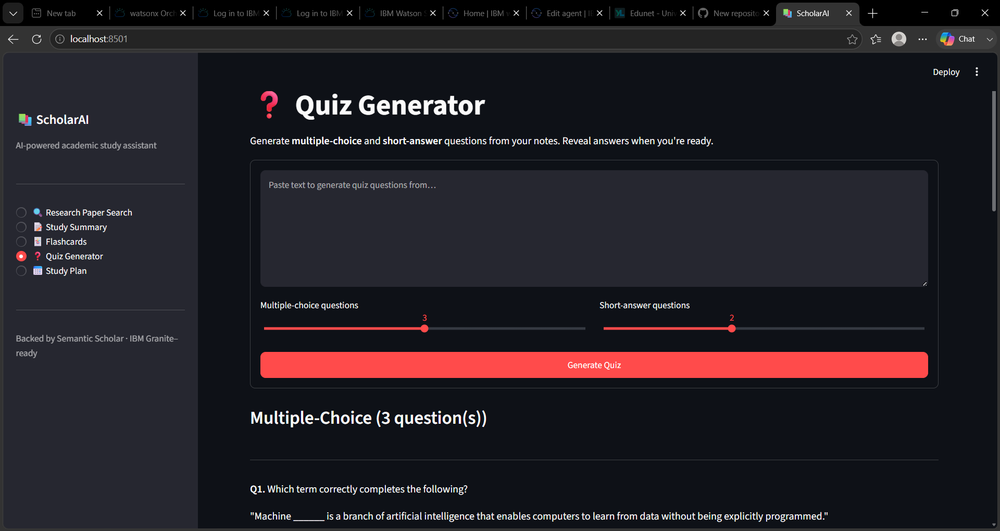 New tab
watsonx Orch
Log in to IBM
Log in to IBM
IBM Watson S
Home | IBM w
Edit agent | IB
Edunet - Univ
New reposito
ScholarAI
localhost:8501
Chat
Deploy
ScholarAI
AI-powered academic study assistant
Research Paper Search
Study Summary
Flashcards
Quiz Generator
Study Plan
Backed by Semantic Scholar · IBM Granite–
ready
Quiz Generator
Generate multiple-choice and short-answer questions from your notes. Reveal answers when you're ready.
Paste text to generate quiz questions from…
Multiple-choice questions
3
Short-answer questions
2
Generate Quiz
Multiple-Choice (3 question(s))
Q1. Which term correctly completes the following?
"Machine ______ is a branch of artificial intelligence that enables computers to learn from data without being explicitly programmed."